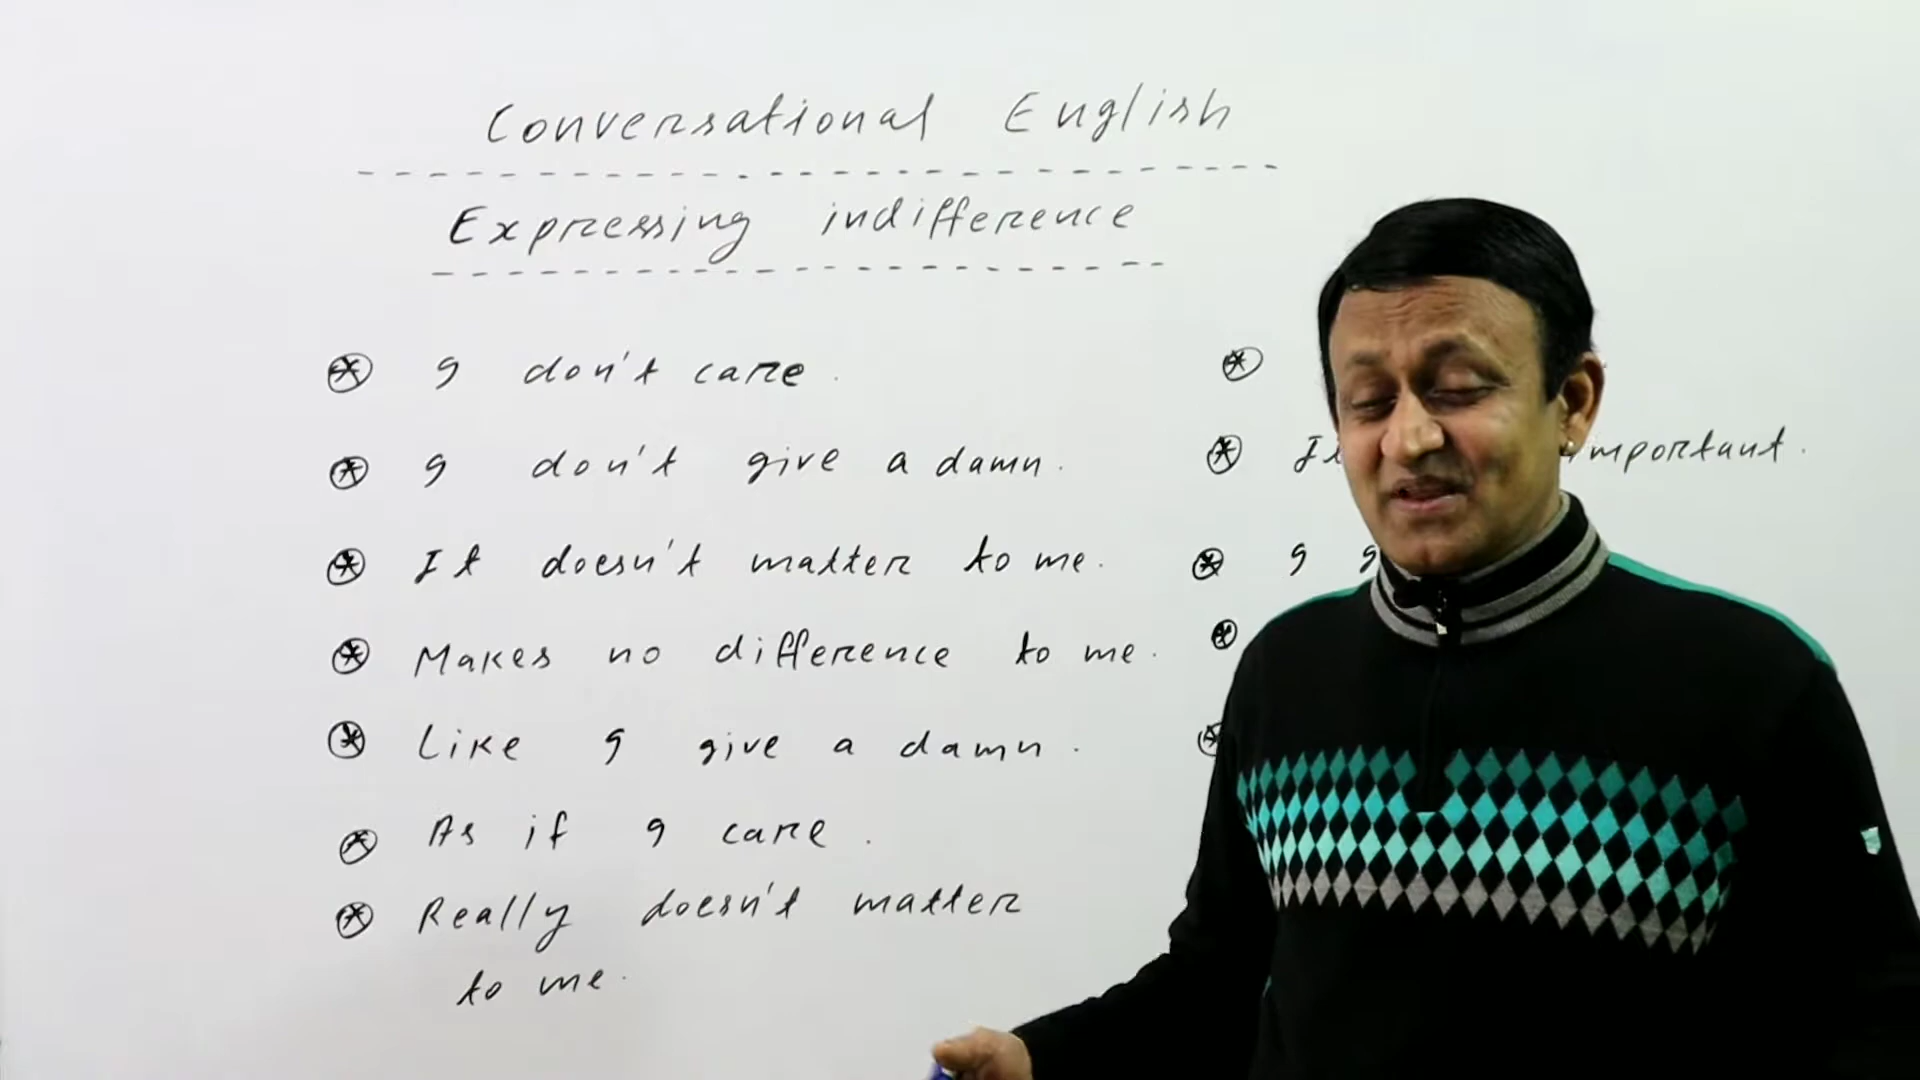 Conversational English
Expressing indifference
I don't care.
I don't give a damn.
It doesn't matter to me.
Makes no difference to me.
Like I give a damn.
As if I care.
Really doesn't matter
to me.
important.
I